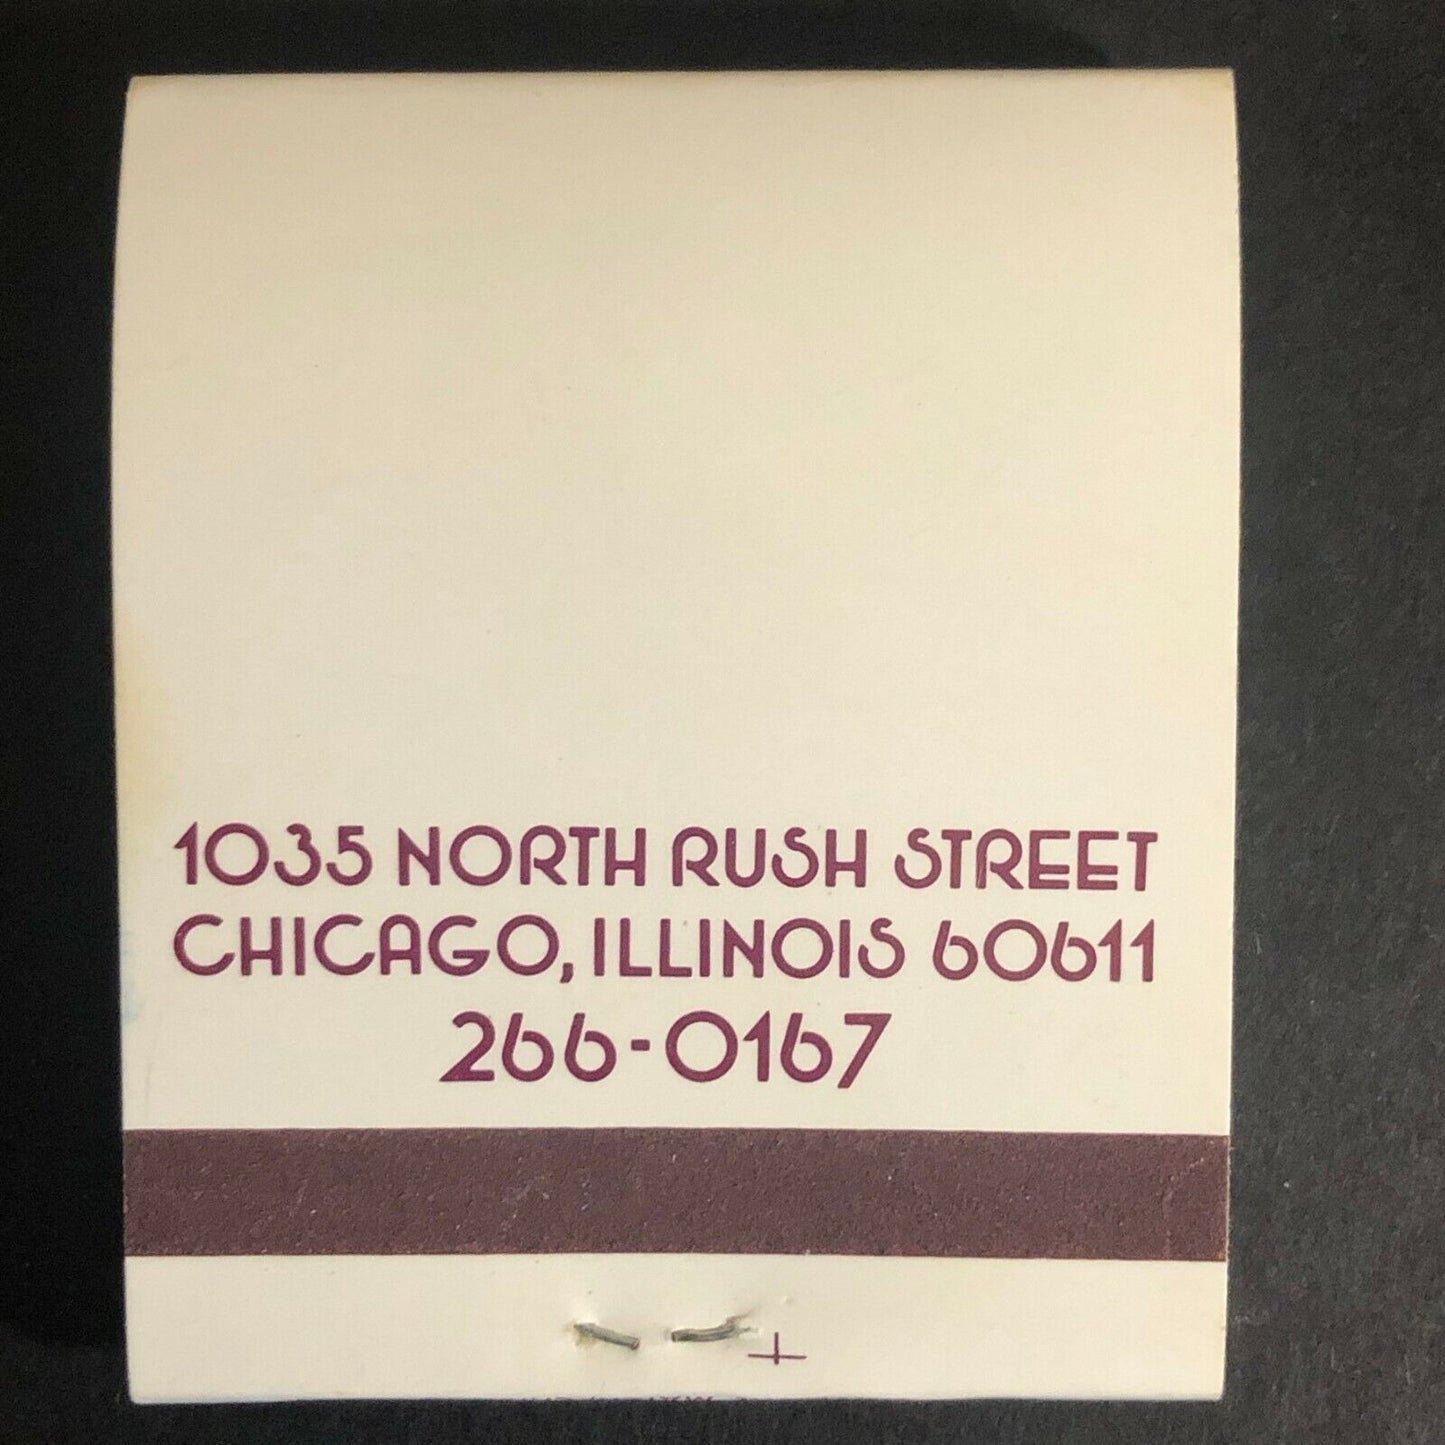 1035 NORTH RUSH STREET
CHICAGO, ILLINOIS 60611
266-0167